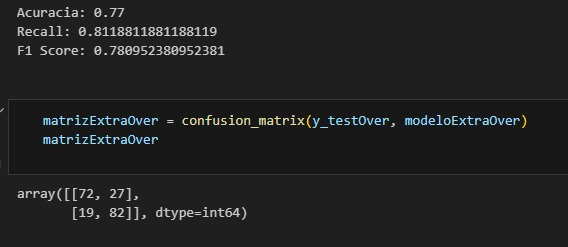 Acuracia: 0.77
Recall: 0.8118811881188119
F1 Score: 0.780952380952381
matrizExtraOver = confusion_matrix(y_testOver, modeloExtraOver)
matrizExtraOver
array([[72, 27],
[19, 82]], dtype=int64)